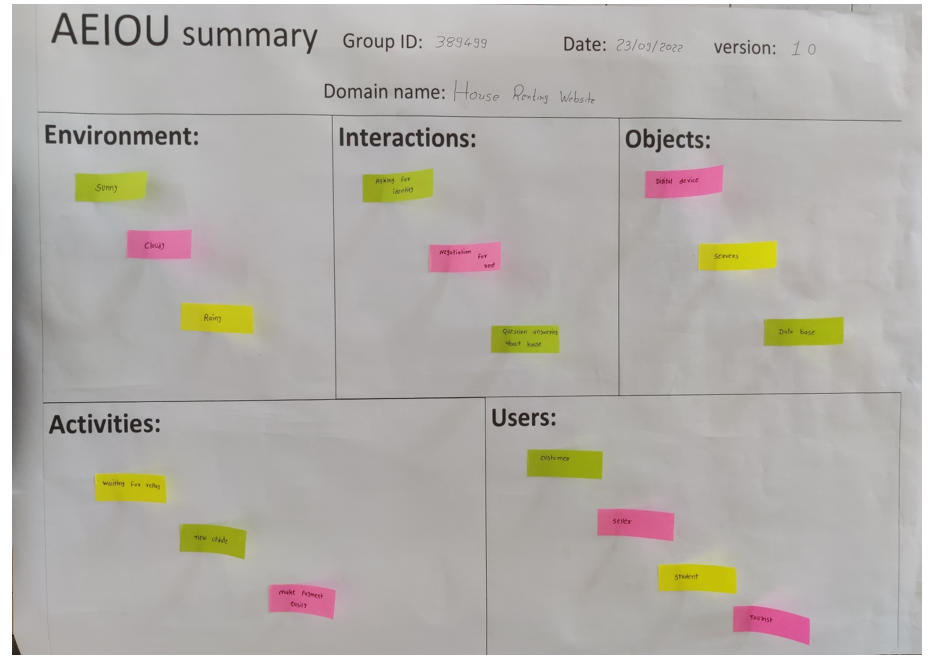 AEIOU summary Group ID: 389499 Date: 23/09/2022 version: 1 0
Domain name: House Renting Website
Environment:
Sunny
Cloudy
Rainy
Interactions:
Asking for
identity
Negotiation for
rent
Question answering
about house
Objects:
Digital device
Servers
Data base
Activities:
Waiting for
View
make Payment
Easily
Users:
customer
Seller
Student
Tourist